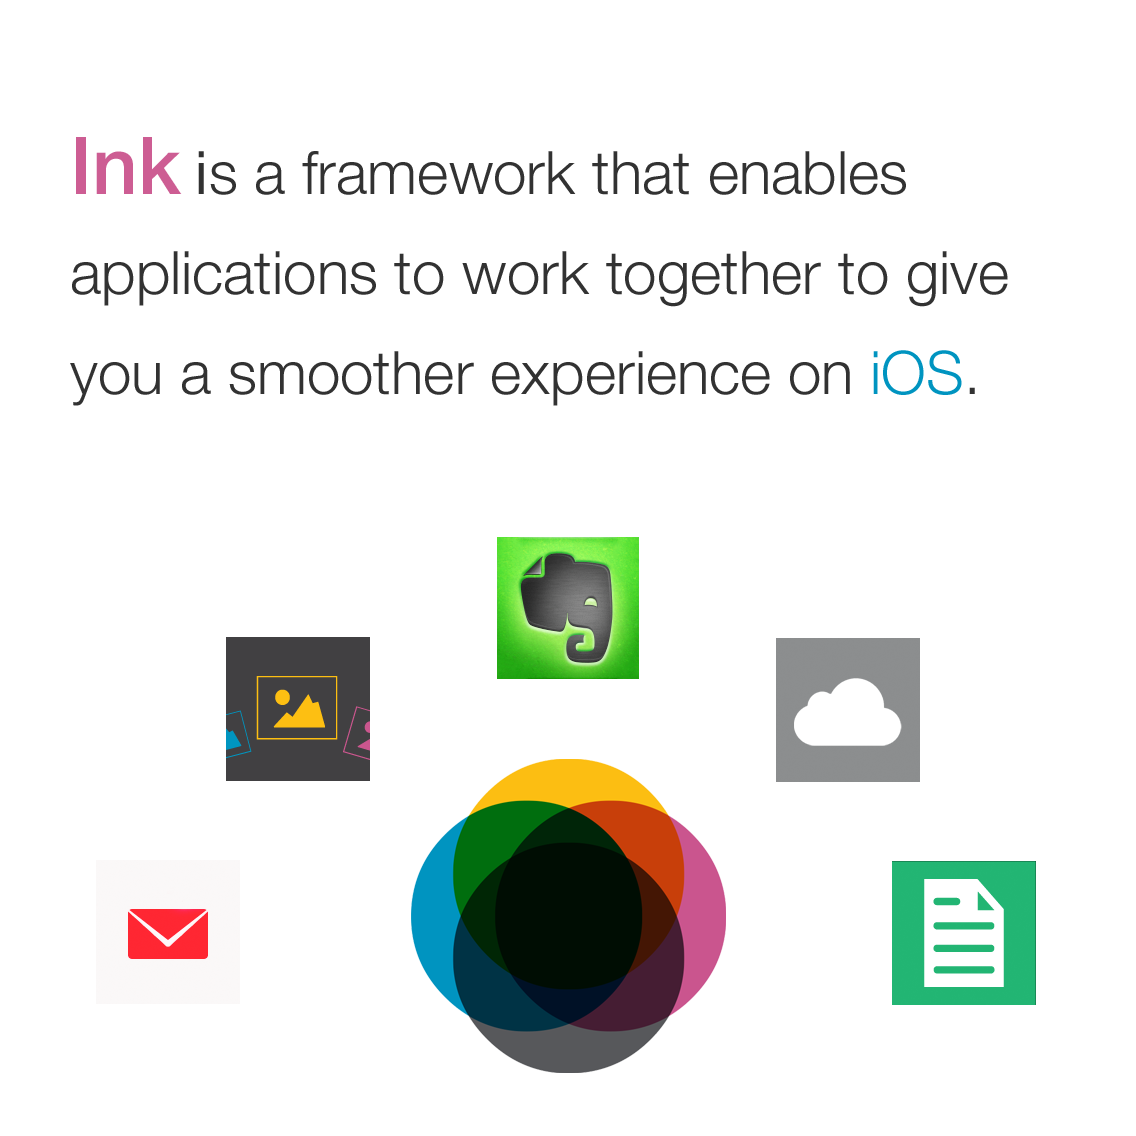 Ink is a framework that enables
applications to work together to give
you a smoother experience on iOS.